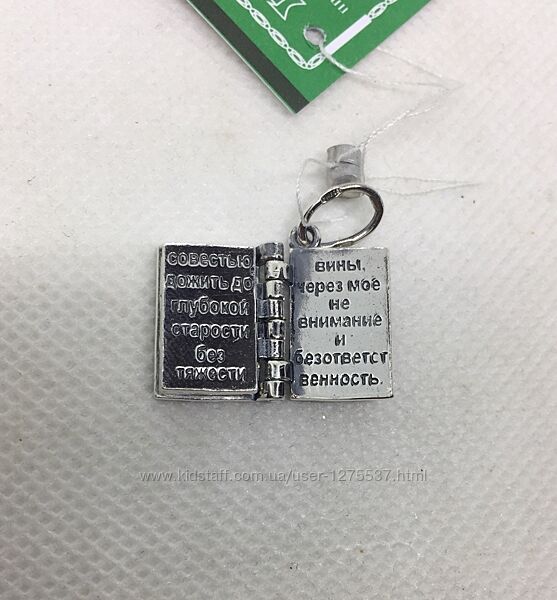 совестью,
дожить до
глубокой
старости
без
тяжести
вины,
через моё
не
внимание
и
безответст
венность.
www.kidstaff.com.ua/user-1275537.html